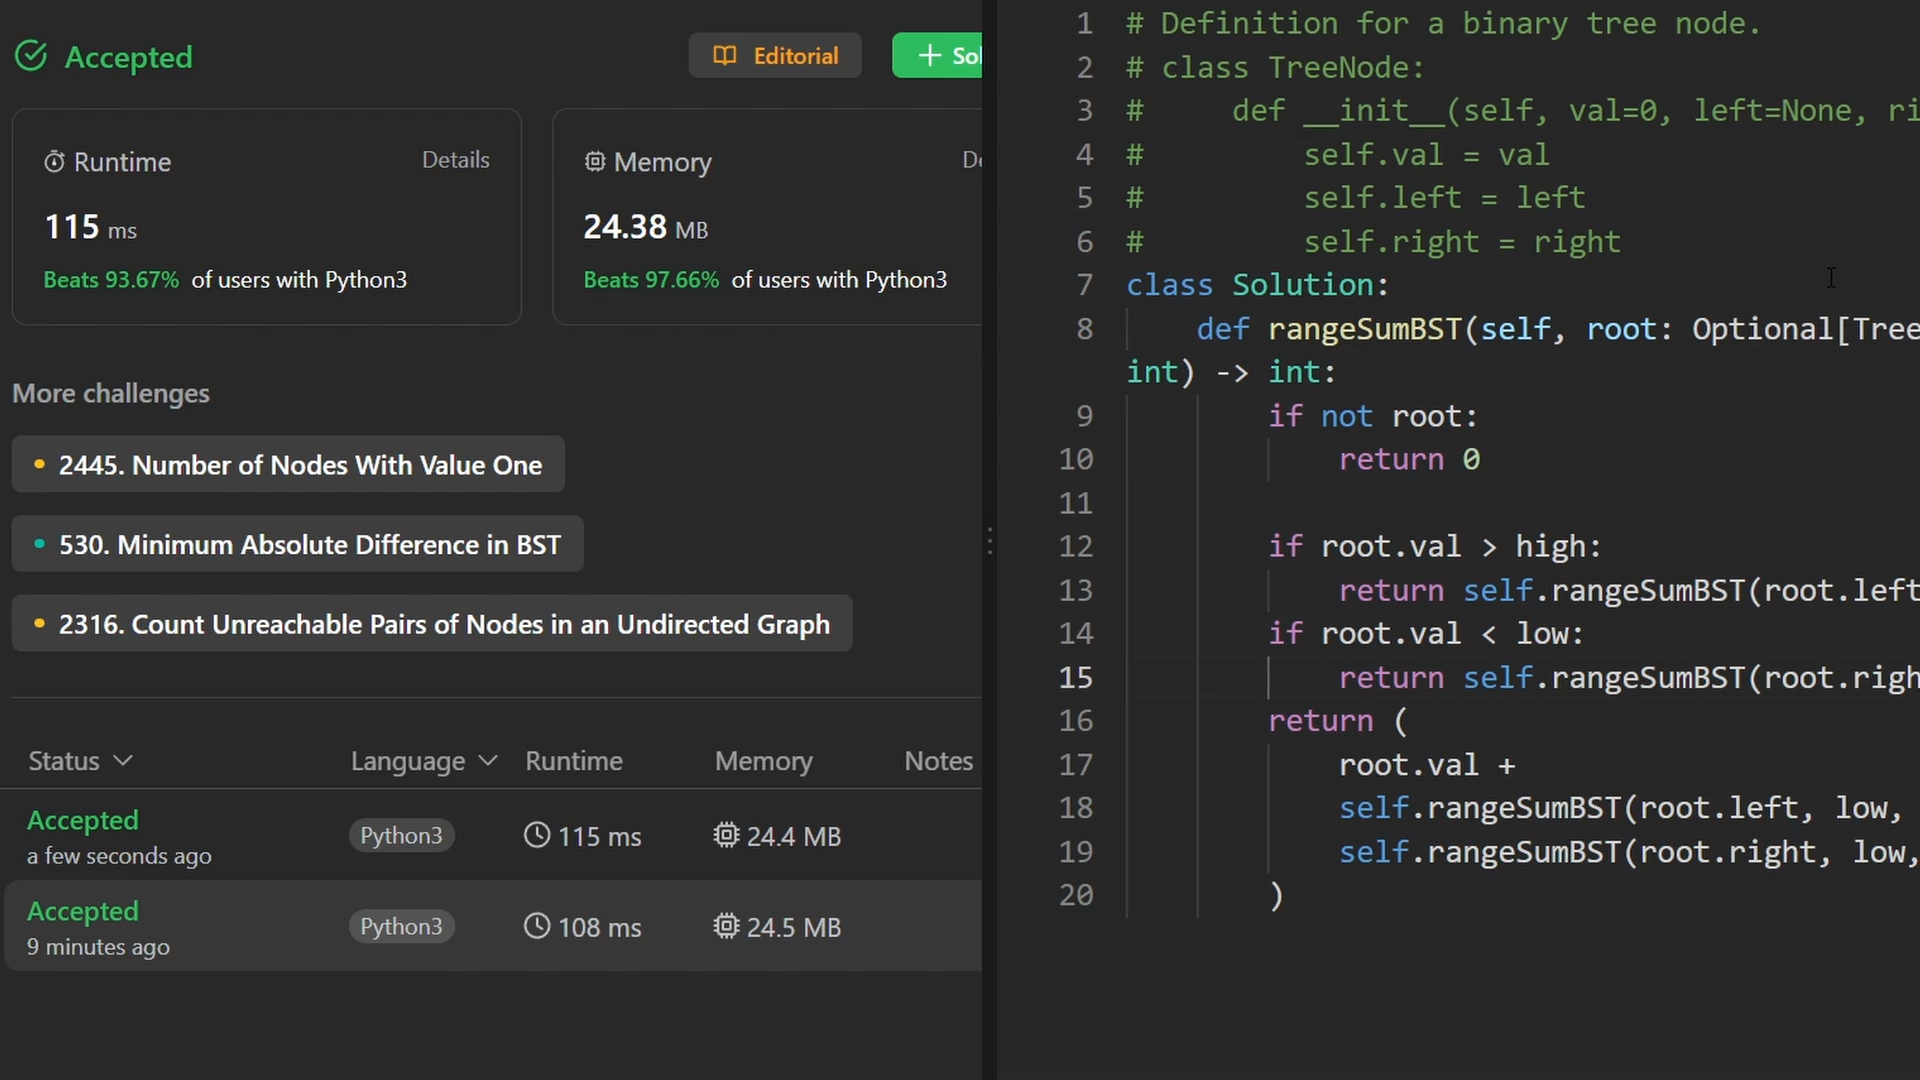 Accepted
Editorial
+ Sol
Runtime
Details
115 ms
Beats 93.67% of users with Python3
Memory
De
24.38 MB
Beats 97.66% of users with Python3
More challenges
2445. Number of Nodes With Value One
530. Minimum Absolute Difference in BST
2316. Count Unreachable Pairs of Nodes in an Undirected Graph
Status Language Runtime Memory Notes
Accepted
a few seconds ago
Python3 115 ms 24.4 MB
Accepted
9 minutes ago
Python3 108 ms 24.5 MB
1 # Definition for a binary tree node.
2 # class TreeNode:
3 #     def __init__(self, val=0, left=None, ri
4 #         self.val = val
5 #         self.left = left
6 #         self.right = right
7 class Solution:
8     def rangeSumBST(self, root: Optional[Tree
int) -> int:
9         if not root:
10             return 0
11
12         if root.val > high:
13             return self.rangeSumBST(root.left
14         if root.val < low:
15             return self.rangeSumBST(root.righ
16         return (
17             root.val +
18             self.rangeSumBST(root.left, low,
19             self.rangeSumBST(root.right, low,
20         )